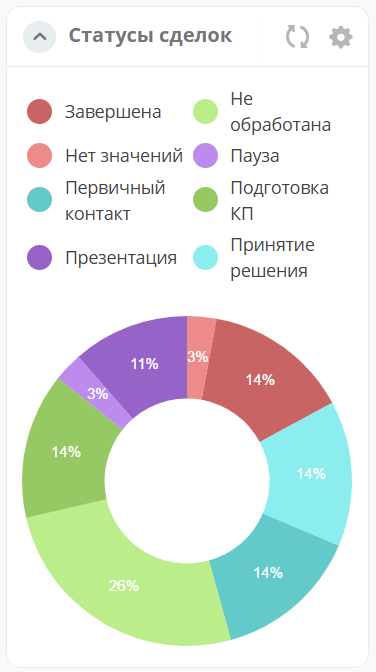 Статусы сделок
Завершена
Не
обработана
Нет значений
Пауза
Первичный
контакт
Подготовка
КП
Презентация
Принятие
решения
3%
14%
11%
3%
14%
14%
14%
26%